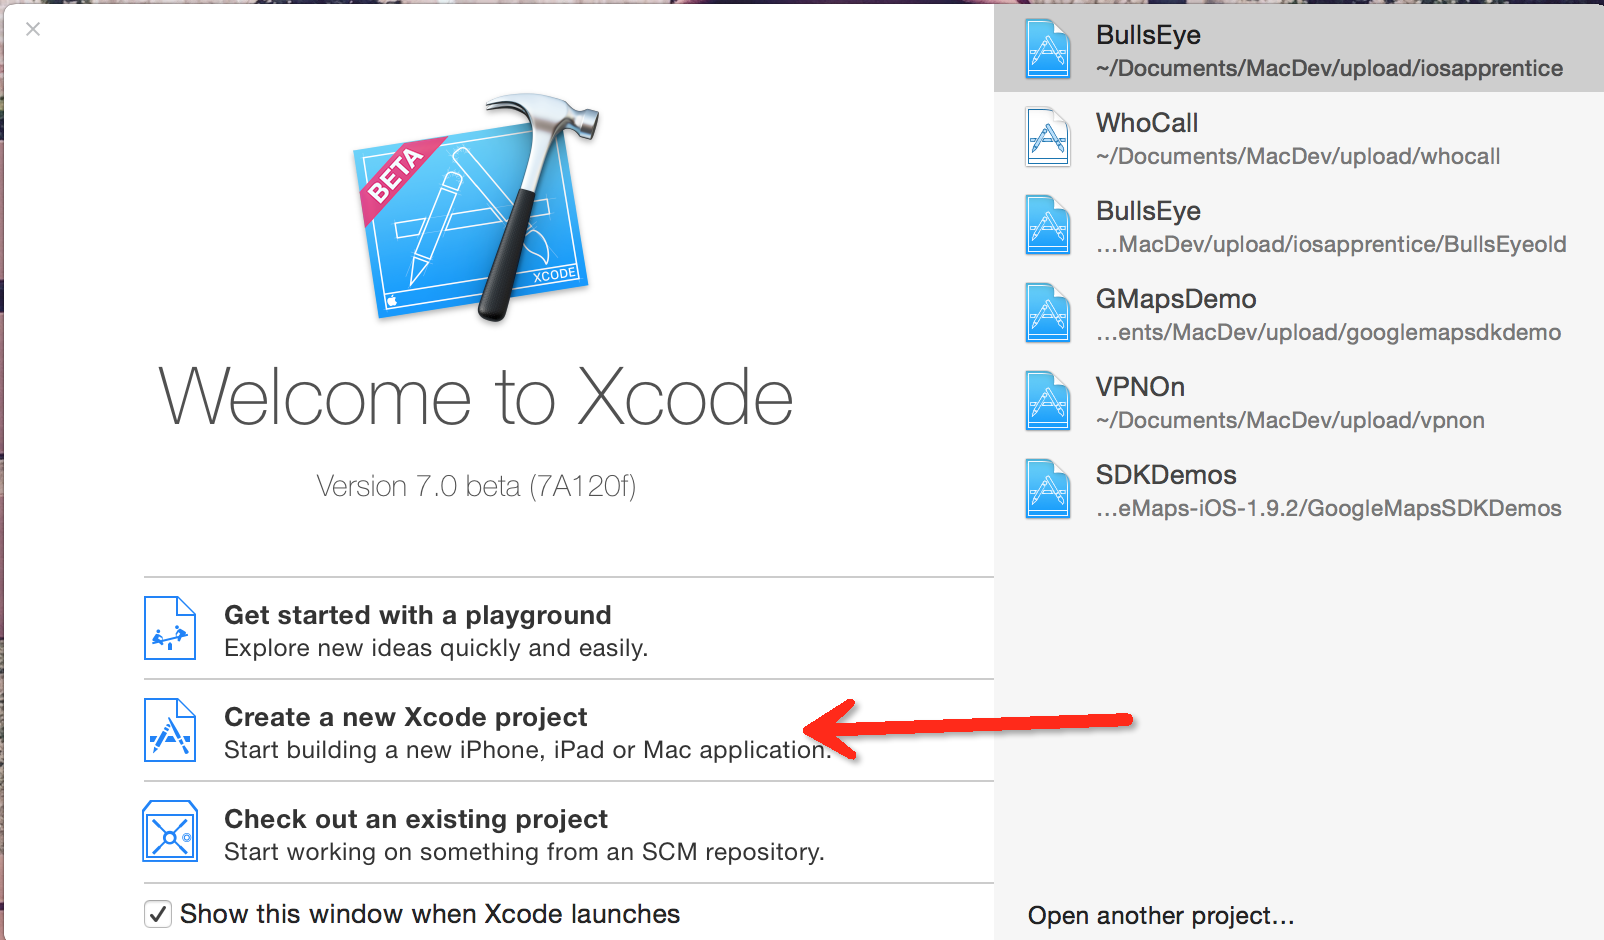 BETA
XCODE
Welcome to Xcode
Version 7.0 beta (7A120f)
Get started with a playground
Explore new ideas quickly and easily.
Create a new Xcode project
Start building a new iPhone, iPad or Mac application.
Check out an existing project
Start working on something from an SCM repository.
Show this window when Xcode launches
BullsEye
~/Documents/MacDev/upload/iosapprentice
WhoCall
~/Documents/MacDev/upload/whocall
BullsEye
...MacDev/upload/iosapprentice/BullsEyeold
GMapsDemo
...ents/MacDev/upload/googlemapsdkdemo
VPNOn
~/Documents/MacDev/upload/vpnon
SDKDemos
...eMaps-iOS-1.9.2/GoogleMapsSDKDemos
Open another project...